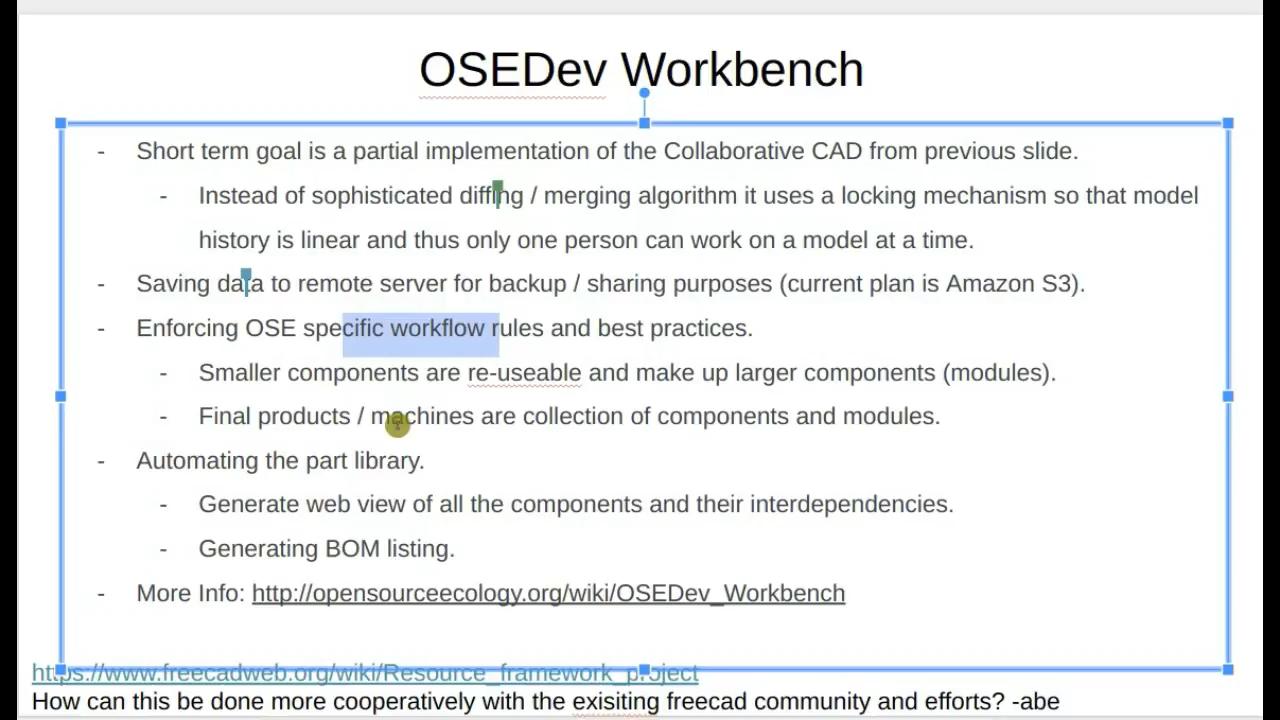 OSEDev Workbench
- Short term goal is a partial implementation of the Collaborative CAD from previous slide.
- Instead of sophisticated diffing / merging algorithm it uses a locking mechanism so that model
history is linear and thus only one person can work on a model at a time.
- Saving data to remote server for backup / sharing purposes (current plan is Amazon S3).
- Enforcing OSE specific workflow rules and best practices.
- Smaller components are re-useable and make up larger components (modules).
- Final products / machines are collection of components and modules.
- Automating the part library.
- Generate web view of all the components and their interdependencies.
- Generating BOM listing.
- More Info: http://opensourceecology.org/wiki/OSEDev_Workbench
https://www.freecadweb.org/wiki/Resource_framework_project
How can this be done more cooperatively with the exisiting freecad community and efforts? -abe